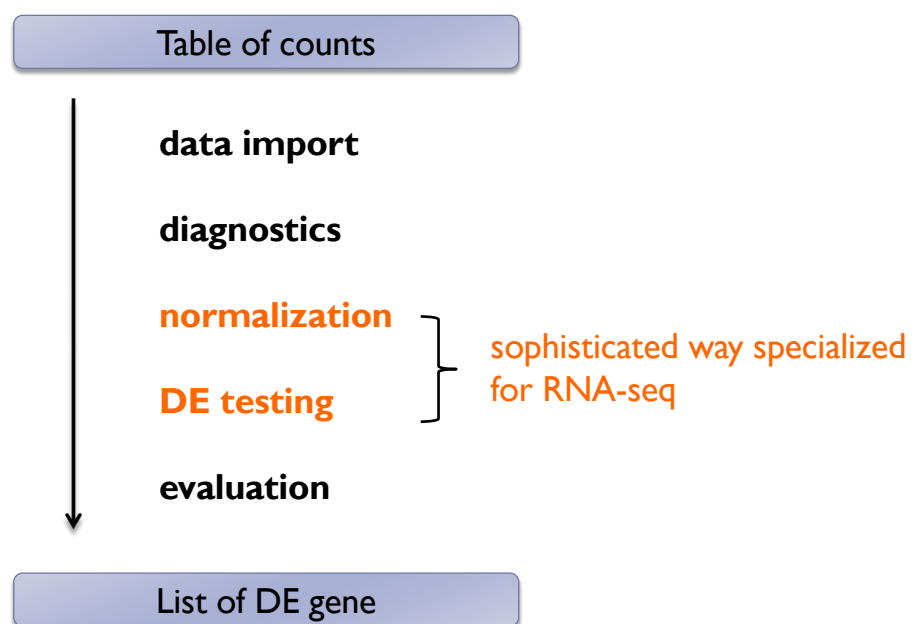 Table of counts
data import
diagnostics
normalization
DE testing
sophisticated way specialized
for RNA-seq
evaluation
List of DE gene